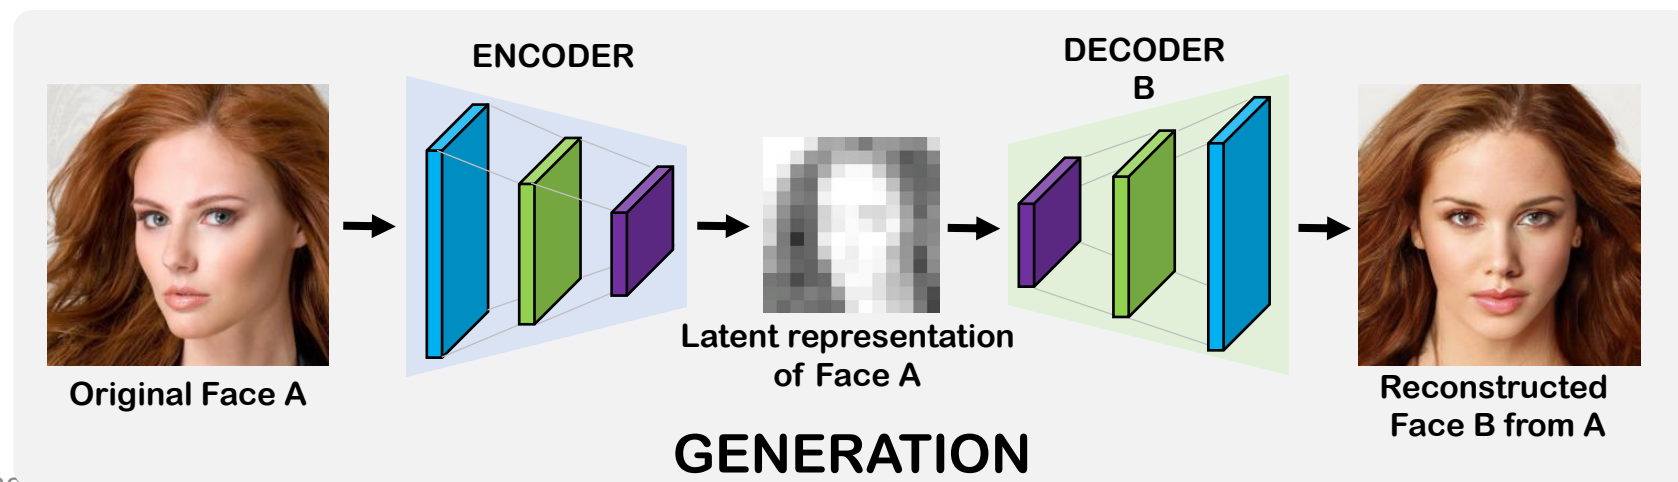 ENCODER
DECODER
B
Latent representation
of Face A
Original Face A
Reconstructed
Face B from A
GENERATION